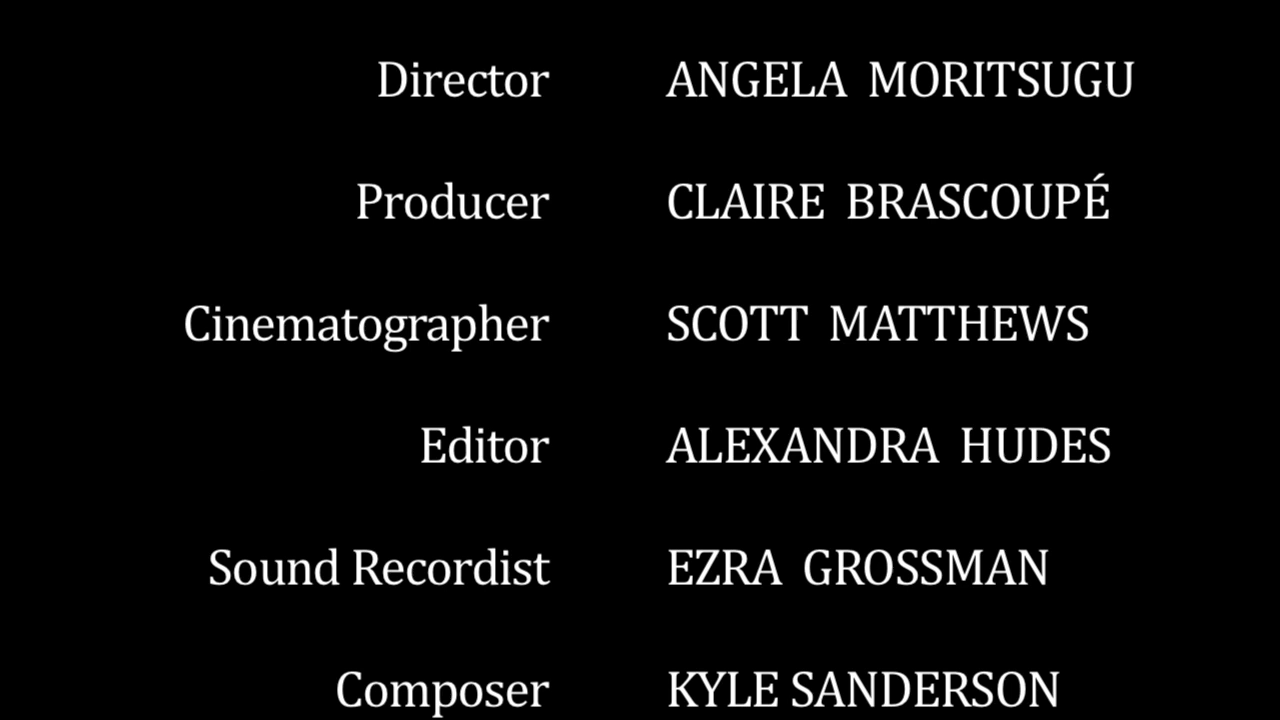 Director ANGELA MORITSUGU
Producer CLAIRE BRASCOUPÉ
Cinematographer SCOTT MATTHEWS
Editor ALEXANDRA HUDES
Sound Recordist EZRA GROSSMAN
Composer KYLE SANDERSON